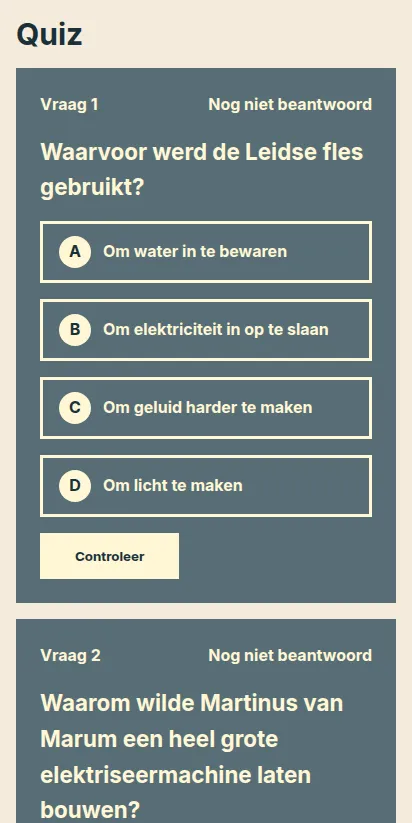 Quiz
Vraag 1 Nog niet beantwoord
Waarvoor werd de Leidse fles
gebruikt?
A Om water in te bewaren
B Om elektriciteit in op te slaan
C Om geluid harder te maken
D Om licht te maken
Controleer
Vraag 2 Nog niet beantwoord
Waarom wilde Martinus van
Marum een heel grote
elektriseermachine laten
bouwen?